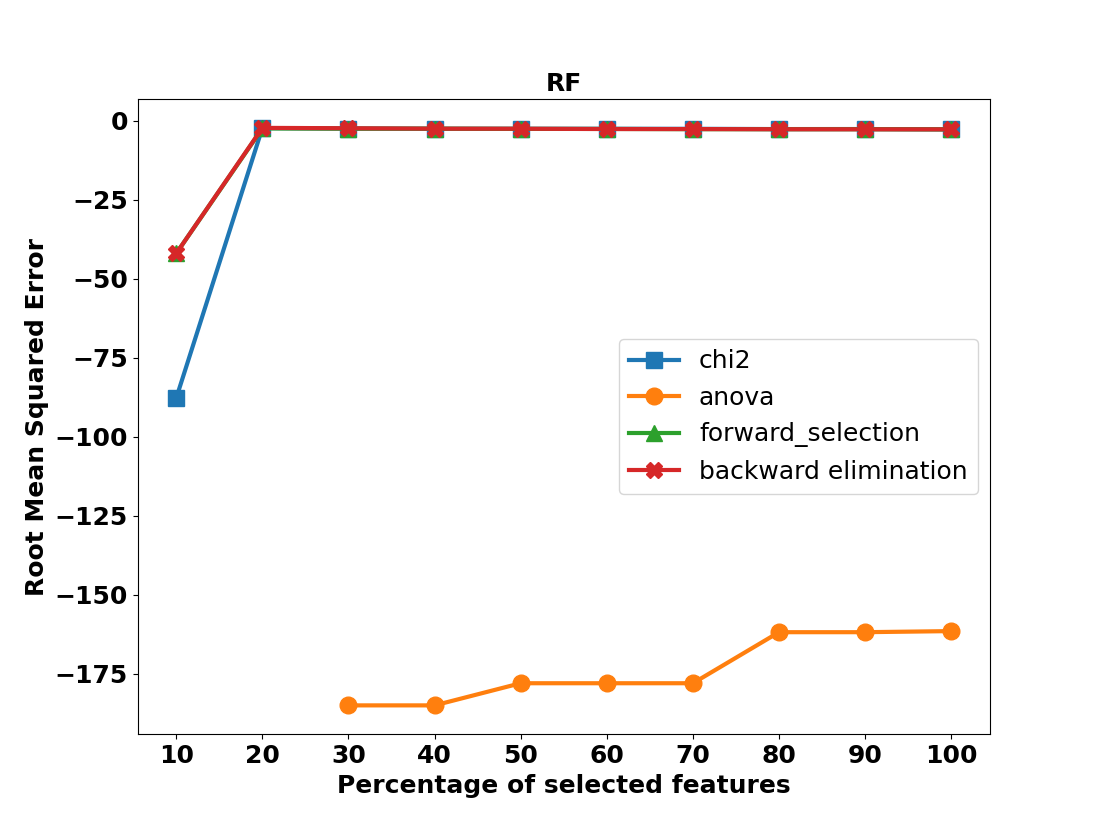 RF
0
−25
−50
−75
−100
−125
−150
−175
Root Mean Squared Error
chi2
anova
forward_selection
backward elimination
10 20 30 40 50 60 70 80 90 100
Percentage of selected features